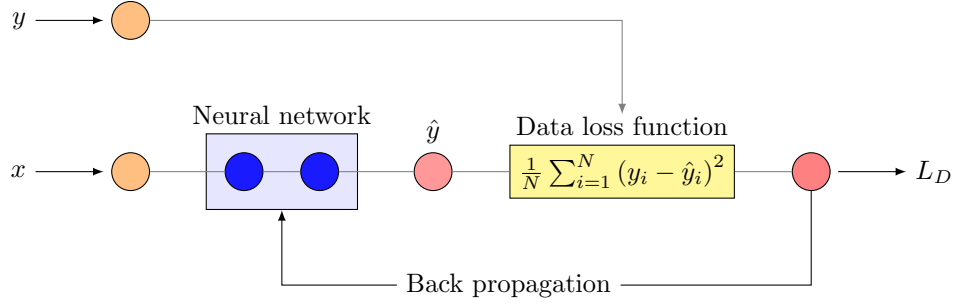 y
Neural network
ŷ
Data loss function
x
1/N ∑_{i=1}^{N} (y_i − ŷ_i)^2
L_D
Back propagation